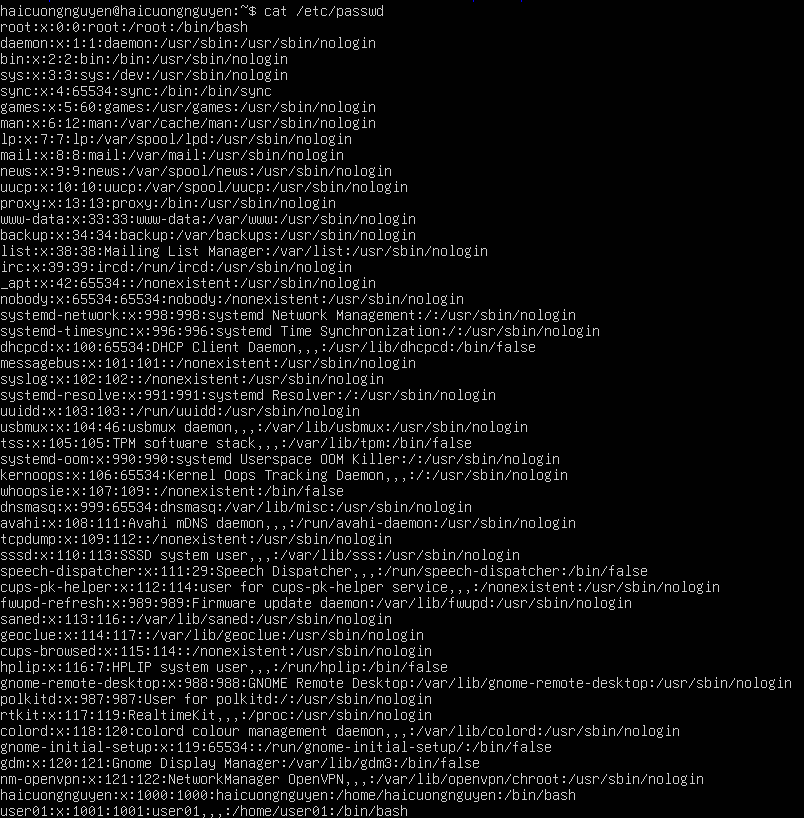 haicuongnguyen@haicuongnguyen:~$ cat /etc/passwd
root:x:0:0:root:/root:/bin/bash
daemon:x:1:1:daemon:/usr/sbin:/usr/sbin/nologin
bin:x:2:2:bin:/bin:/usr/sbin/nologin
sys:x:3:3:sys:/dev:/usr/sbin/nologin
sync:x:4:65534:sync:/bin:/bin/sync
games:x:5:60:games:/usr/games:/usr/sbin/nologin
man:x:6:12:man:/var/cache/man:/usr/sbin/nologin
lp:x:7:7:lp:/var/spool/lpd:/usr/sbin/nologin
mail:x:8:8:mail:/var/mail:/usr/sbin/nologin
news:x:9:9:news:/var/spool/news:/usr/sbin/nologin
uucp:x:10:10:uucp:/var/spool/uucp:/usr/sbin/nologin
proxy:x:13:13:proxy:/bin:/usr/sbin/nologin
www-data:x:33:33:www-data:/var/www:/usr/sbin/nologin
backup:x:34:34:backup:/var/backups:/usr/sbin/nologin
list:x:38:38:Mailing List Manager:/var/list:/usr/sbin/nologin
irc:x:39:39:ircd:/run/ircd:/usr/sbin/nologin
_apt:x:42:65534::/nonexistent:/usr/sbin/nologin
nobody:x:65534:65534:nobody:/nonexistent:/usr/sbin/nologin
systemd-network:x:998:998:systemd Network Management:/:/usr/sbin/nologin
systemd-timesync:x:996:996:systemd Time Synchronization:/:/usr/sbin/nologin
dhcpcd:x:100:65534:DHCP Client Daemon,,,:/usr/lib/dhcpcd:/bin/false
messagebus:x:101:101::/nonexistent:/usr/sbin/nologin
syslog:x:102:102::/nonexistent:/usr/sbin/nologin
systemd-resolve:x:991:991:systemd Resolver:/:/usr/sbin/nologin
uuidd:x:103:103::/run/uuidd:/usr/sbin/nologin
usbmux:x:104:46:usbmux daemon,,,:/var/lib/usbmux:/usr/sbin/nologin
tss:x:105:105:TPM software stack,,,:/var/lib/tpm:/bin/false
systemd-oom:x:990:990:systemd Userspace OOM Killer:/:/usr/sbin/nologin
kernoops:x:106:65534:Kernel Oops Tracking Daemon,,,:/:/usr/sbin/nologin
whoopsie:x:107:109::/nonexistent:/bin/false
dnsmasq:x:999:65534:dnsmasq:/var/lib/misc:/usr/sbin/nologin
avahi:x:108:111:Avahi mDNS daemon,,,:/run/avahi-daemon:/usr/sbin/nologin
tcpdump:x:109:112::/nonexistent:/usr/sbin/nologin
sssd:x:110:113:SSSD system user,,,:/var/lib/sss:/usr/sbin/nologin
speech-dispatcher:x:111:29:Speech Dispatcher,,,:/run/speech-dispatcher:/bin/false
cups-pk-helper:x:112:114:user for cups-pk-helper service,,,:/nonexistent:/usr/sbin/nologin
fwupd-refresh:x:989:989:Firmware update daemon:/var/lib/fwupd:/usr/sbin/nologin
saned:x:113:116::/var/lib/saned:/usr/sbin/nologin
geoclue:x:114:117::/var/lib/geoclue:/usr/sbin/nologin
cups-browsed:x:115:114::/nonexistent:/usr/sbin/nologin
hplip:x:116:7:HPLIP system user,,,:/run/hplip:/bin/false
gnome-remote-desktop:x:988:988:GNOME Remote Desktop:/var/lib/gnome-remote-desktop:/usr/sbin/nologin
polkitd:x:987:987:User for polkitd:/:/usr/sbin/nologin
rtkit:x:117:119:RealtimeKit,,,:/proc:/usr/sbin/nologin
colord:x:118:120:colord colour management daemon,,,:/var/lib/colord:/usr/sbin/nologin
gnome-initial-setup:x:119:65534::/run/gnome-initial-setup/:/bin/false
gdm:x:120:121:Gnome Display Manager:/var/lib/gdm3:/bin/false
nm-openvpn:x:121:122:NetworkManager OpenVPN,,,:/var/lib/openvpn/chroot:/usr/sbin/nologin
haicuongnguyen:x:1000:1000:haicuongnguyen:/home/haicuongnguyen:/bin/bash
user01:x:1001:1001:user01,,,:/home/user01:/bin/bash